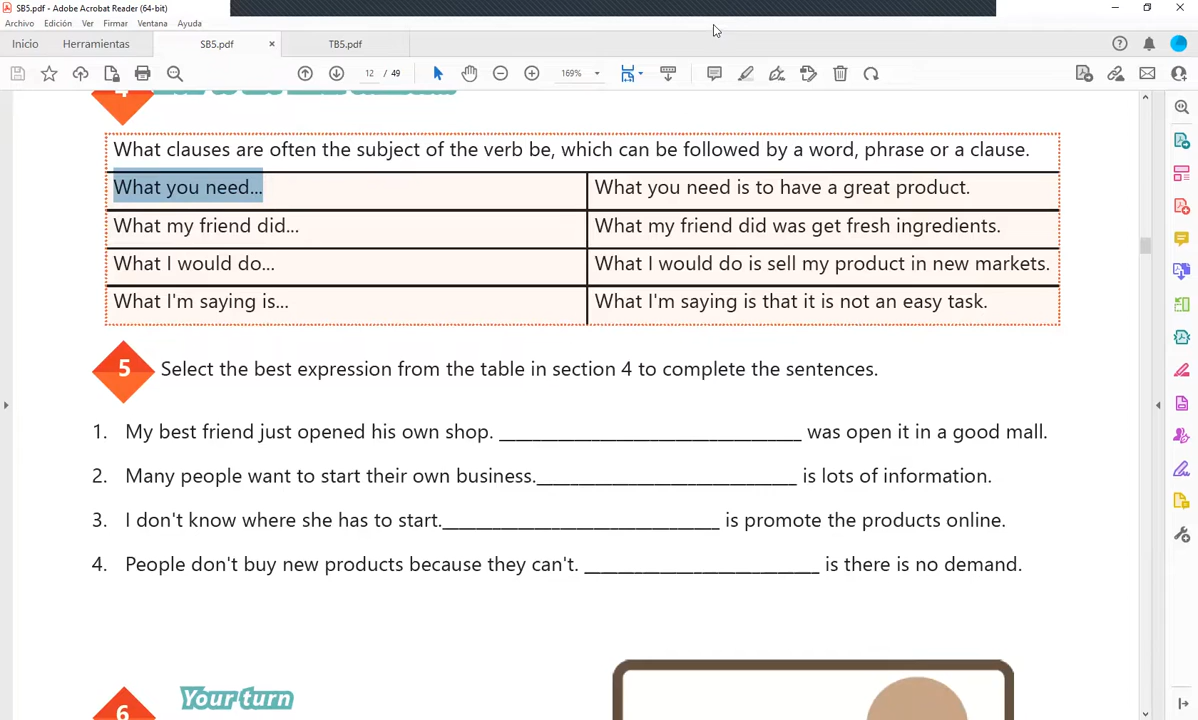 SB5.pdf - Adobe Acrobat Reader (64-bit)
Archivo Edición Ver Firmar Ventana Ayuda
Inicio Herramientas SB5.pdf × TB5.pdf
12 / 49 169%
4
What clauses are often the subject of the verb be, which can be followed by a word, phrase or a clause.
What you need... What you need is to have a great product.
What my friend did... What my friend did was get fresh ingredients.
What I would do... What I would do is sell my product in new markets.
What I'm saying is... What I'm saying is that it is not an easy task.
5 Select the best expression from the table in section 4 to complete the sentences.
1. My best friend just opened his own shop. ____________________________ was open it in a good mall.
2. Many people want to start their own business.________________________ is lots of information.
3. I don't know where she has to start.__________________________ is promote the products online.
4. People don't buy new products because they can't. ______________________ is there is no demand.
6 Your turn